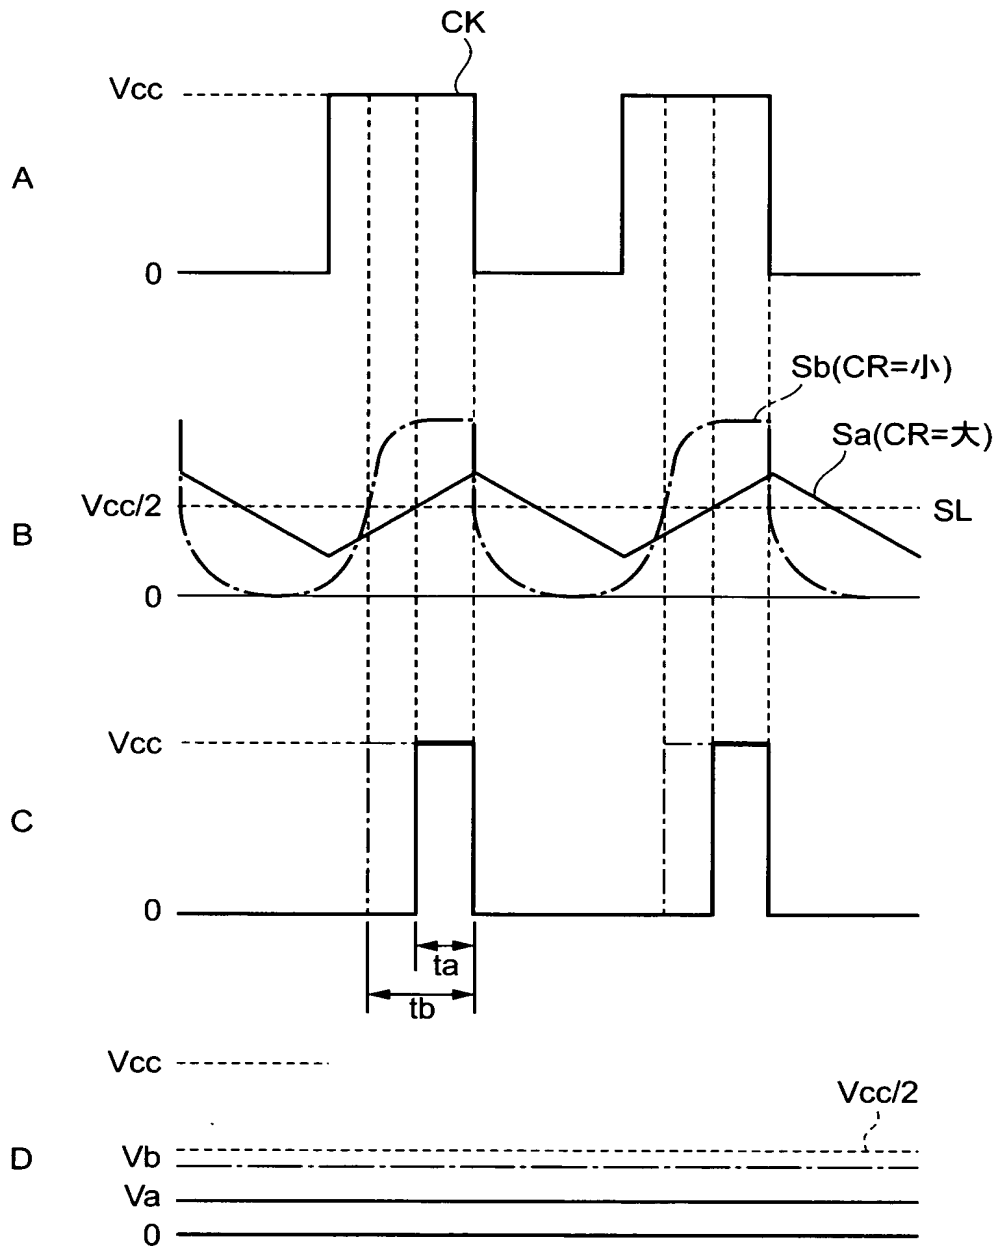 CK
Vcc
A
0
Sb(CR=小)
Sa(CR=大)
Vcc/2
SL
B
0
Vcc
C
0
ta
tb
Vcc
Vcc/2
D
Vb
Va
0